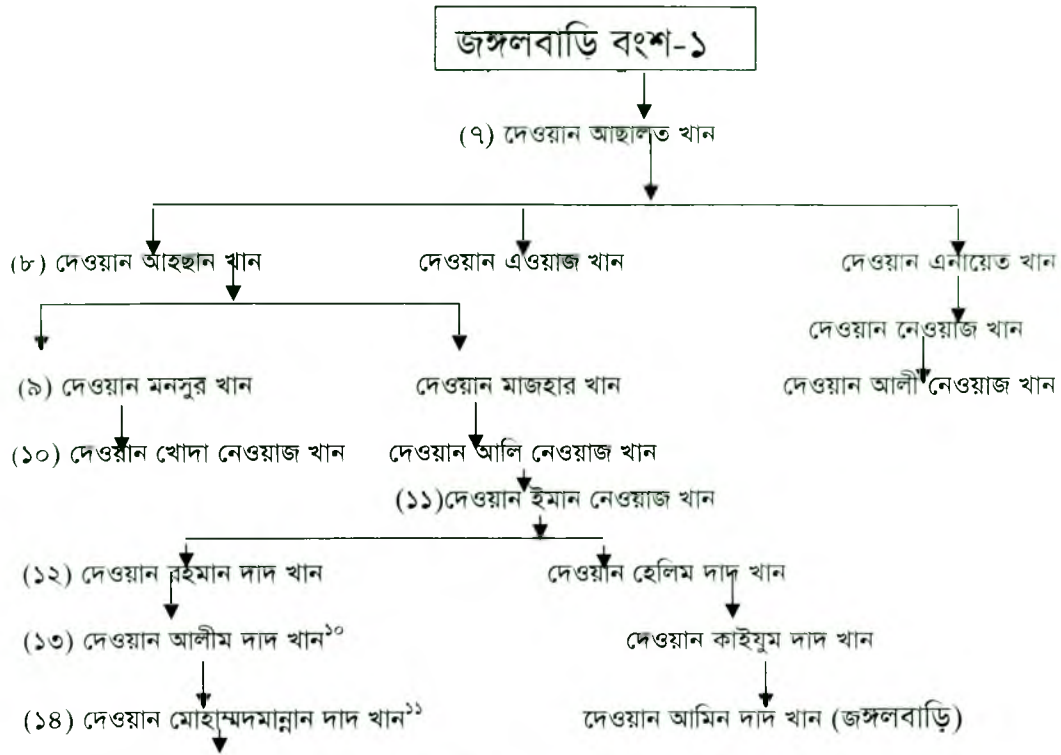 জঙ্গলবাড়ি বংশ-১
(৭) দেওয়ান আছালত খান
(৮) দেওয়ান আহছান খান দেওয়ান এওয়াজ খান দেওয়ান এনায়েত খান
দেওয়ান নেওয়াজ খান
(৯) দেওয়ান মনসুর খান দেওয়ান মাজহার খান দেওয়ান আলী নেওয়াজ খান
(১০) দেওয়ান খোদা নেওয়াজ খান দেওয়ান আলি নেওয়াজ খান
(১১)দেওয়ান ইমান নেওয়াজ খান
(১২) দেওয়ান রহমান দাদ খান দেওয়ান হেলিম দাদ খান
(১৩) দেওয়ান আলীম দাদ খান¹⁰ দেওয়ান কাইযুম দাদ খান
(১৪) দেওয়ান মোহাম্মদমান্নান দাদ খান¹¹ দেওয়ান আমিন দাদ খান (জঙ্গলবাড়ি)